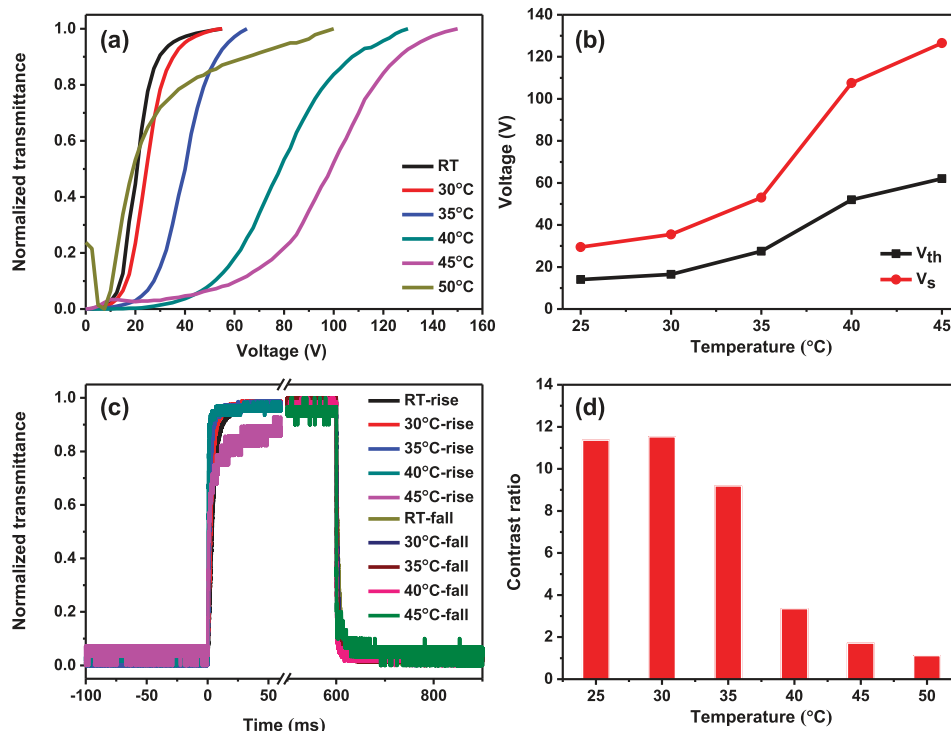 (a)
Normalized transmittance
1.0
0.8
0.6
0.4
0.2
0.0
RT
30°C
35°C
40°C
45°C
50°C
0 20 40 60 80 100 120 140 160
Voltage (V)
(b)
Voltage (V)
140
120
100
80
60
40
20
0
Vth
Vs
25 30 35 40 45
Temperature (°C)
(c)
Normalized transmittance
1.0
0.8
0.6
0.4
0.2
0.0
RT-rise
30°C-rise
35°C-rise
40°C-rise
45°C-rise
RT-fall
30°C-fall
35°C-fall
40°C-fall
45°C-fall
-100 -50 0 50 600 800
Time (ms)
(d)
Contrast ratio
14
12
10
8
6
4
2
0
25 30 35 40 45 50
Temperature (°C)